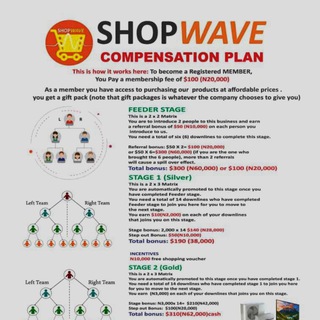 SHOPWAVE
SHOPWAVE
COMPENSATION PLAN
This is how it works here: To become a Registered MEMBER,
You Pay a membership fee of $100 (N20,000)
As a member you have access to purchasing our products at affordable prices .
you get a gift pack (note that gift packages is whatever the company chooses to give you)
FEEDER STAGE
This is a 2 x 2 Matrix
You are to introduce 2 people to this business and earn
a referral bonus of $50 (N10,000) on each person you
introduce to us.
You need a total of six (6) downlines to complete this stage.
Referral bonus: $50 X 2= $100 (N20,000)
or $50 X 6=$300 (N60,000) (if you are the one who
brought the 6 people), more than 2 referrals
will cause a spill over effect.
Total bonus: $300 (N60,000) or $100 (N20,000)
STAGE 1 (Silver)
This is a 2 x 3 Matrix
You are automatically promoted to this stage once you
have completed Feeder stage.
You need a total of 14 downlines who have completed
Feeder stage to join you here for you to move to
the next stage.
You earn $10(N2,000) on each of your downlines
that joins you on this stage.
Left Team
Right Team
Stage bonus: 2,000 x 14 $140 (N28,000)
Step out Bonus: $50(N10,000)
Total bonus: $190 (38,000)
INCENTIVES
N10,000 Free shopping voucher
STAGE 2 (Gold)
This is a 2 x 3 Matrix
You are automatically promoted to this stage once you have completed stage 1.
You need a total of 14 downlines who have completed stage 1 to join you here
for you to move to the next stage.
You earn (N3,000) on each of your downlines that joins you on this stage.
Left Team
Right Team
Stage bonus: N3,000x 14= $210(N42,000)
Step out Bonus: $100(N20,000)
Total bonus: $310(N62,000)cash